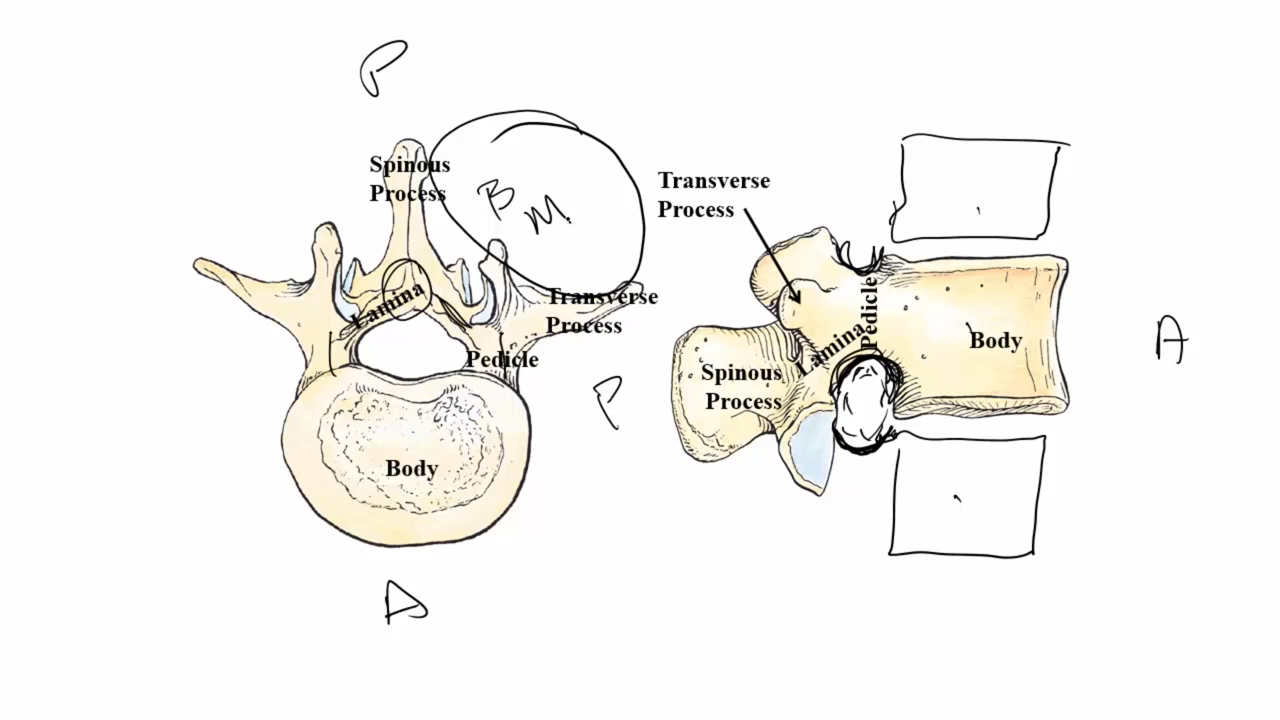 P
Spinous
Process
B
M.
Lamina
Transverse
Process
Pedicle
Body
A
Transverse
Process
Pedicle
Lamina
Body
Spinous
Process
P
A